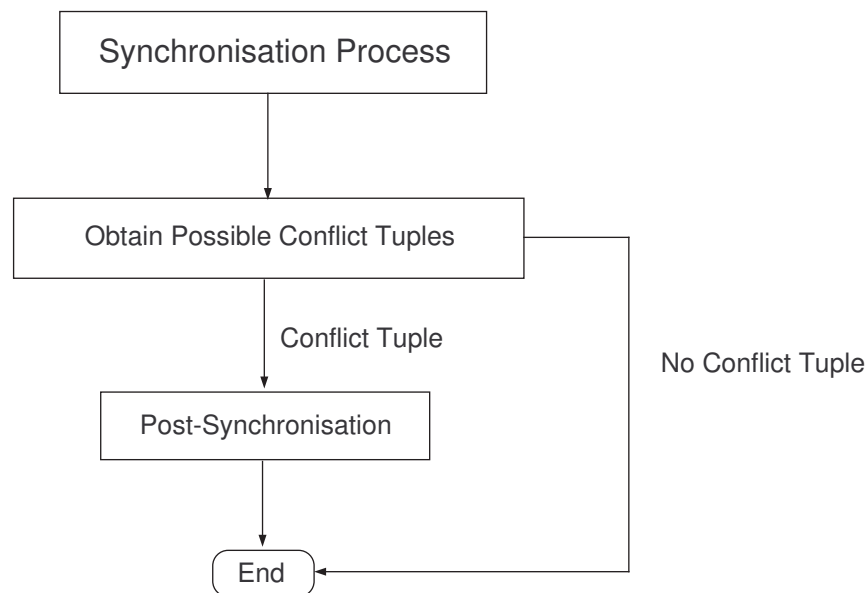 Synchronisation Process
Obtain Possible Conflict Tuples
Conflict Tuple
No Conflict Tuple
Post-Synchronisation
End